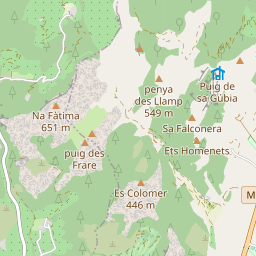 penya
des Llamp
549 m
Puig de
sa Gúbia
Na Fàtima
651 m
Sa Falconera
puig des
Frare
Ets Homenets
Es Colomer
446 m
M